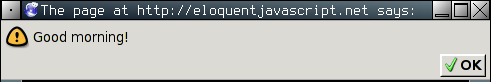 The page at http://eloquentjavascript.net says:
Good morning!
OK